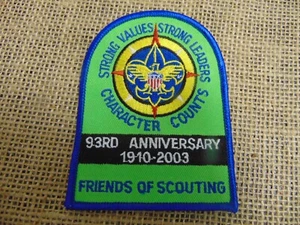 STRONG VALUES STRONG LEADERS
CHARACTER COUNTS
93RD ANNIVERSARY
1910-2003
FRIENDS OF SCOUTING